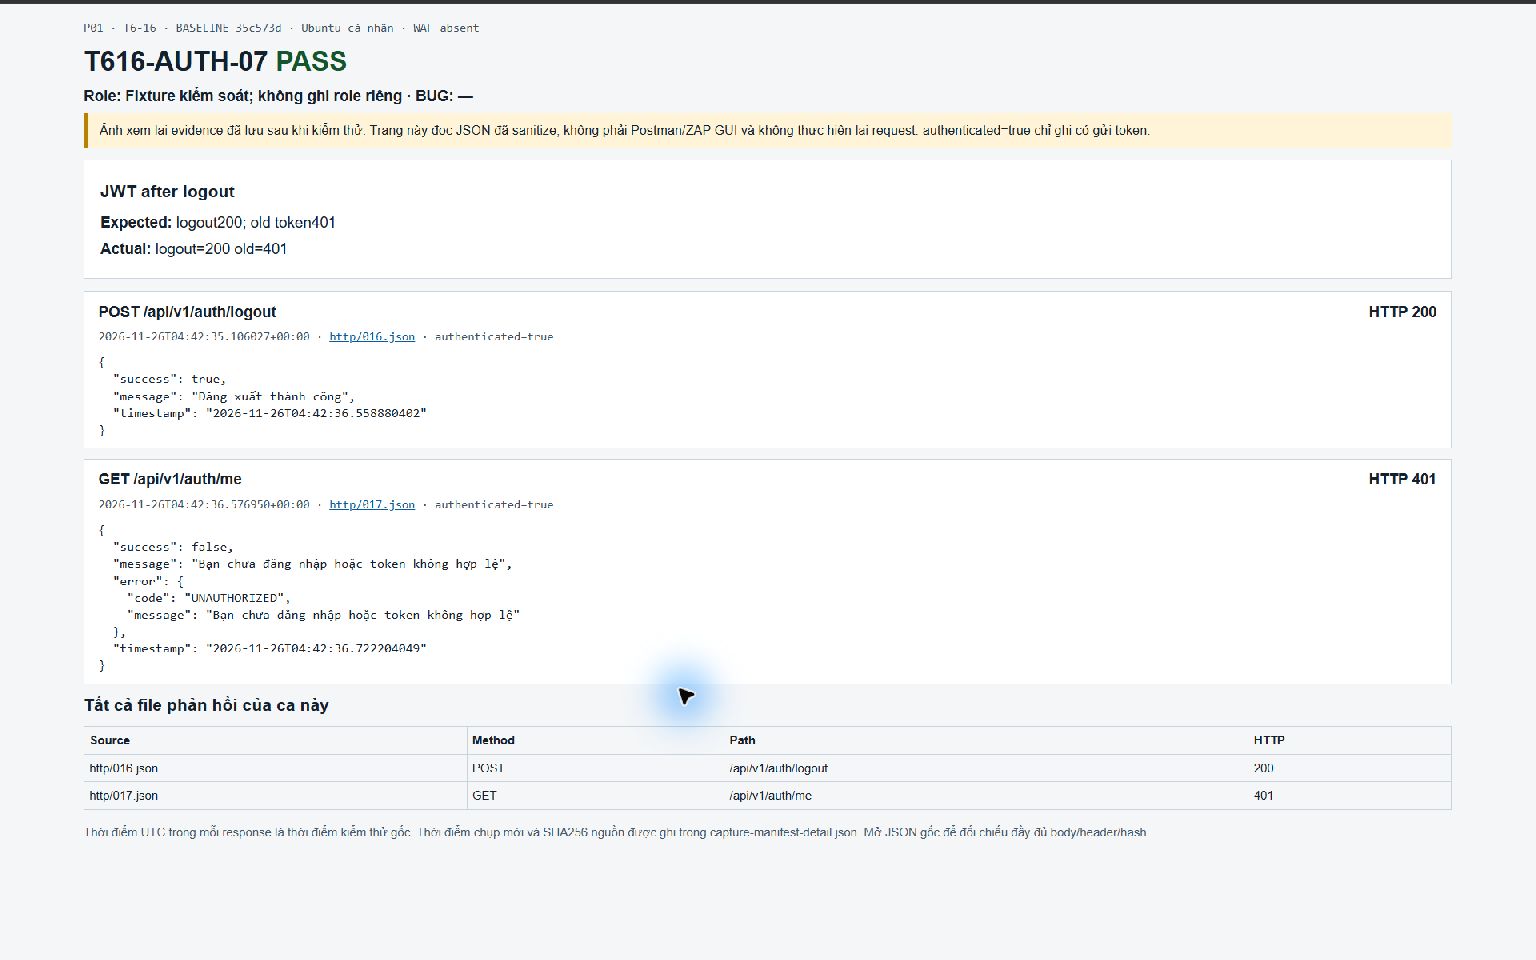 P01 · T6-16 · BASELINE 35c573d · Ubuntu cá nhân · WAF absent
T616-AUTH-07 PASS
Role: Fixture kiểm soát; không ghi role riêng · BUG: —
Ảnh xem lại evidence đã lưu sau kiểm thử. Trang này đọc JSON đã sanitize, không phải Postman/ZAP GUI và không thực hiện lại request. authenticated=true chỉ ghi có gửi token.
JWT after logout
Expected: logout200; old token401
Actual: logout=200 old=401
POST /api/v1/auth/logout HTTP 200
2026-11-26T04:42:35.106027+00:00 · http/016.json · authenticated=true
{
"success": true,
"message": "Đăng xuất thành công",
"timestamp": "2026-11-26T04:42:36.558880402"
}
GET /api/v1/auth/me HTTP 401
2026-11-26T04:42:36.576950+00:00 · http/017.json · authenticated=true
{
"success": false,
"message": "Bạn chưa đăng nhập hoặc token không hợp lệ",
"error": {
"code": "UNAUTHORIZED",
"message": "Bạn chưa đăng nhập hoặc token không hợp lệ"
},
"timestamp": "2026-11-26T04:42:36.722204049"
}
Tất cả file phản hồi của ca này
Source Method Path HTTP
http/016.json POST /api/v1/auth/logout 200
http/017.json GET /api/v1/auth/me 401
Thời điểm UTC trong mỗi response là thời điểm kiểm thử gốc. Thời điểm chụp mới và SHA256 nguồn được ghi trong capture-manifest-detail.json. Mở JSON gốc để đối chiếu đầy đủ body/header/hash.